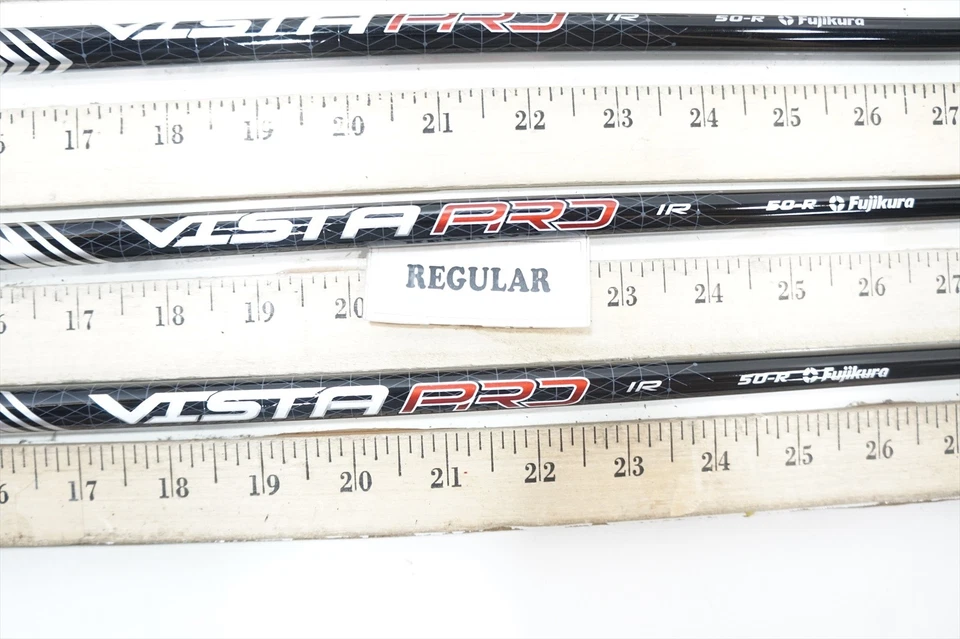 VISTA PRO IR 50-R Fujikura
17 18 19 20 21 22 23 24 25 26 27
VISTA PRO IR 50-R Fujikura
REGULAR
17 18 19 20 23 24 25 26 27
VISTA PRO IR 50-R Fujikura
6 17 18 19 20 21 22 23 24 25 26 2